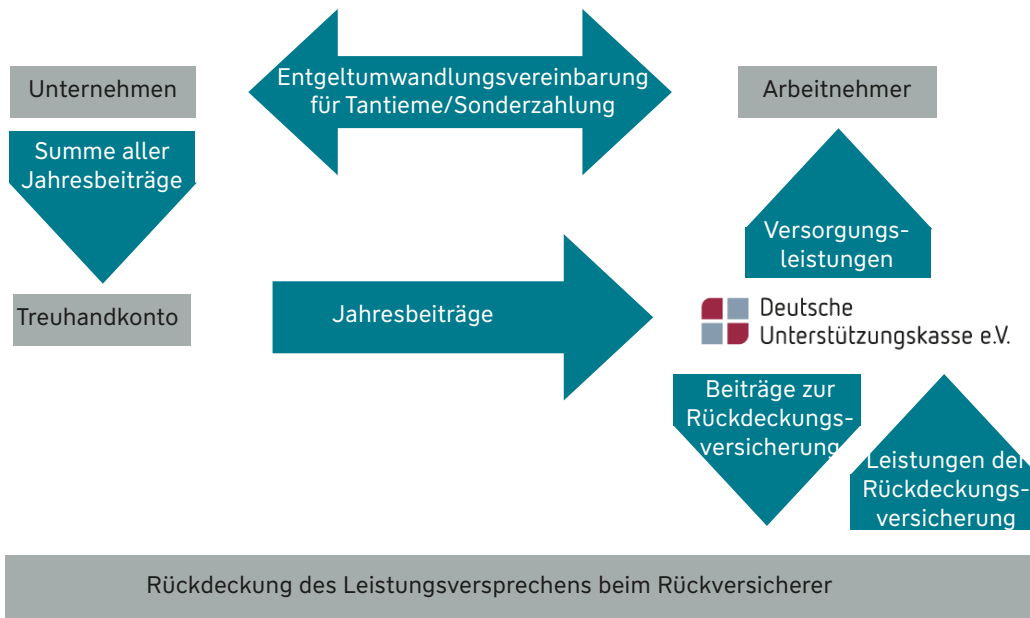 Unternehmen
Entgeltumwandlungsvereinbarung
für Tantieme/Sonderzahlung
Arbeitnehmer
Summe aller
Jahresbeiträge
Versorgungs-
leistungen
Treuhandkonto
Jahresbeiträge
Deutsche
Unterstützungskasse e.V.
Beiträge zur
Rückdeckungs-
versicherung
Leistungen der
Rückdeckungs-
versicherung
Rückdeckung des Leistungsversprechens beim Rückversicherer